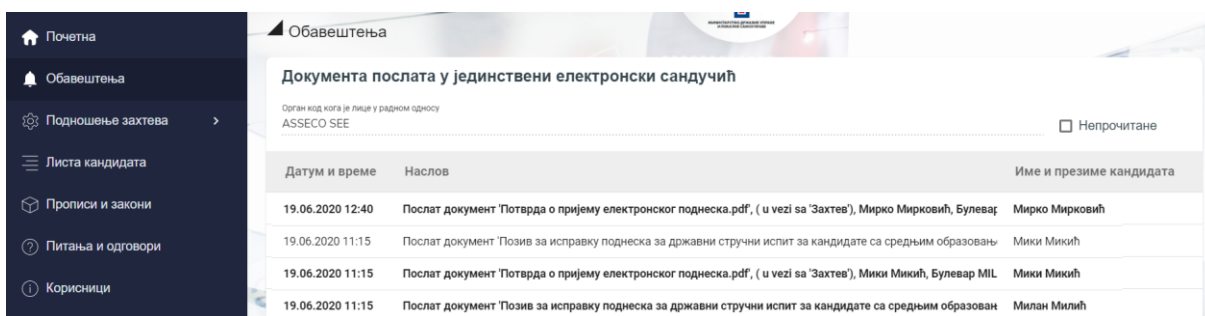 Почетна
Обавештења
Подношење захтева
Листа кандидата
Прописи и закони
Питања и одговори
Корисници
Обавештења
МИНИСТАРСТВО ДРЖАВНЕ УПРАВЕ
И ЛОКАЛНЕ САМОУПРАВЕ
Документа послата у јединствени електронски сандучић
Орган код кога је лице у радном односу
ASSECO SEE
Непрочитане
Датум и време Наслов Име и презиме кандидата
19.06.2020 12:40 Послат документ 'Потврда о пријему електронског поднеска.pdf', ( u vezi sa 'Захтев'), Мирко Мирковић, Булевар Мирко Мирковић
19.06.2020 11:15 Послат документ 'Позив за исправку поднеска за државни стручни испит за кандидате са средњим образовањ Мики Микић
19.06.2020 11:15 Послат документ 'Потврда о пријему електронског поднеска.pdf', ( u vezi sa 'Захтев'), Мики Микић, Булевар MIL Мики Микић
19.06.2020 11:15 Послат документ 'Позив за исправку поднеска за државни стручни испит за кандидате са средњим образован Милан Милић